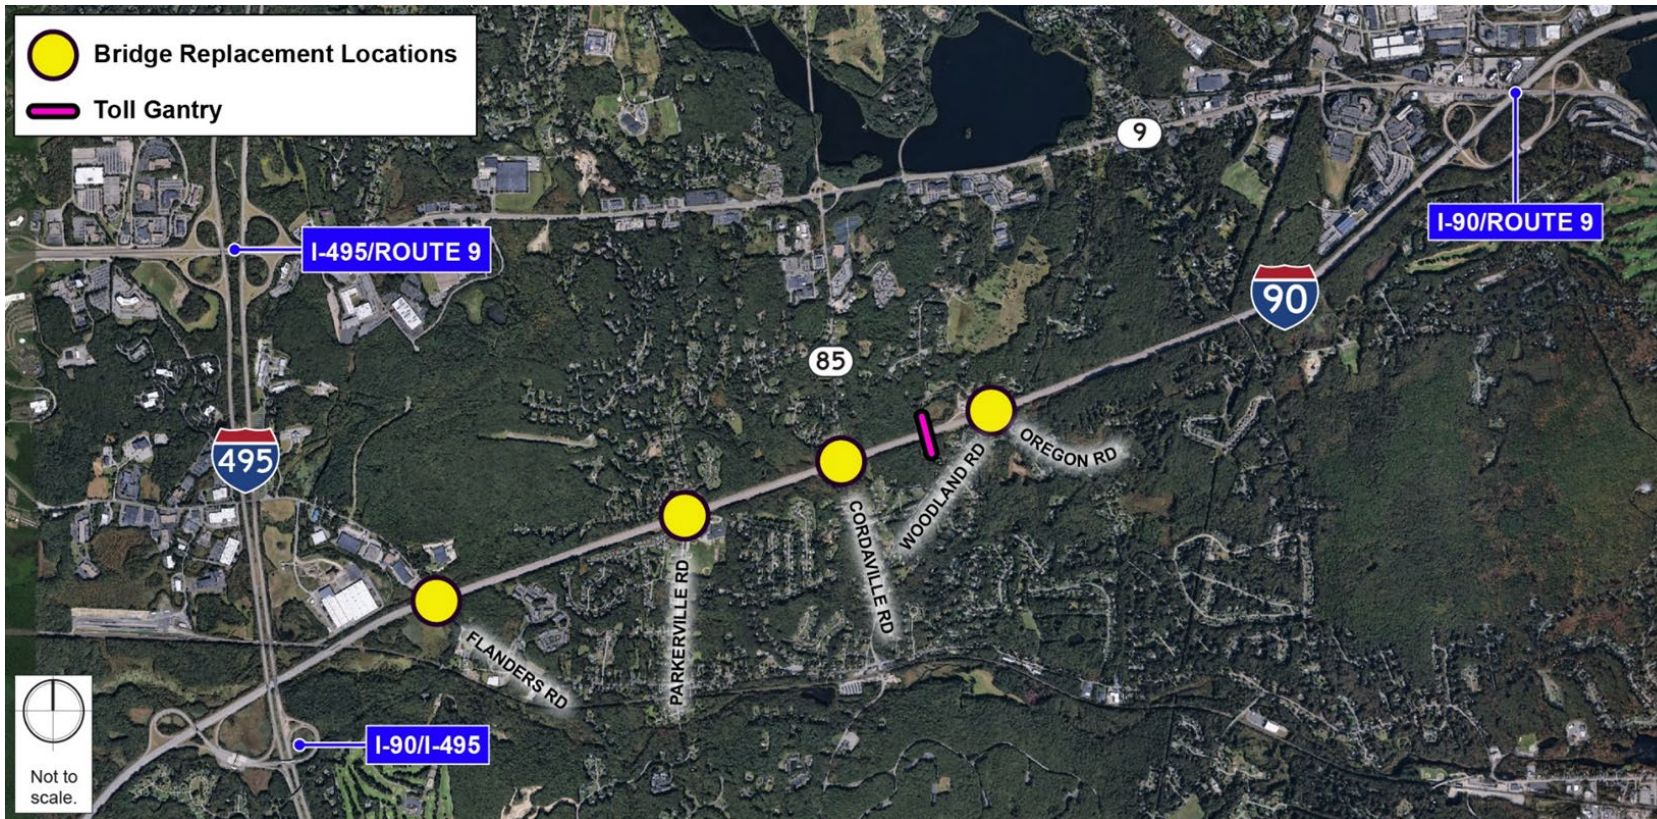 Bridge Replacement Locations
Toll Gantry
9
I-90/ROUTE 9
I-495/ROUTE 9
90
85
495
OREGON RD
WOODLAND RD
CORDAVILLE RD
PARKERVILLE RD
FLANDERS RD
I-90/I-495
Not to
scale.